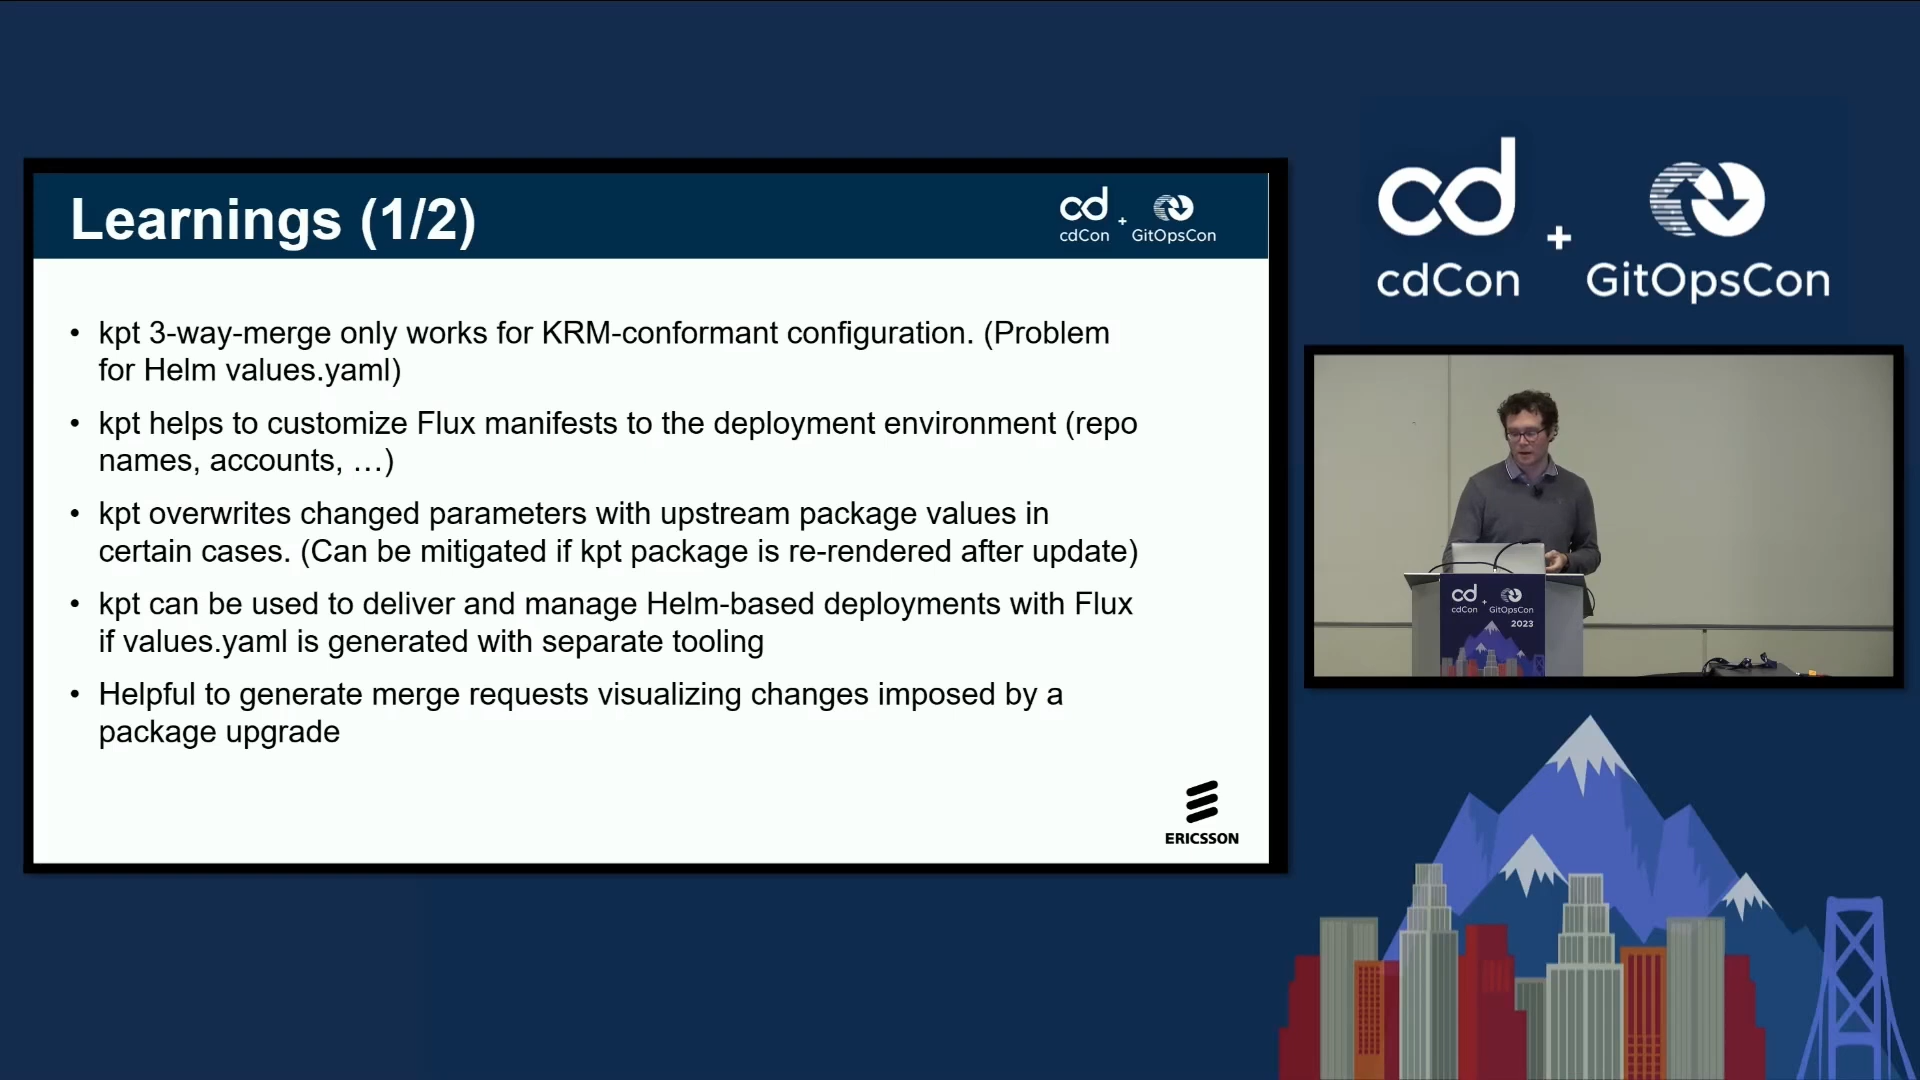 Learnings (1/2)
cdCon + GitOpsCon
• kpt 3-way-merge only works for KRM-conformant configuration. (Problem
for Helm values.yaml)
• kpt helps to customize Flux manifests to the deployment environment (repo
names, accounts, …)
• kpt overwrites changed parameters with upstream package values in
certain cases. (Can be mitigated if kpt package is re-rendered after update)
• kpt can be used to deliver and manage Helm-based deployments with Flux
if values.yaml is generated with separate tooling
• Helpful to generate merge requests visualizing changes imposed by a
package upgrade
ERICSSON
cd
+
cdCon GitOpsCon
cd
cdCon + GitOpsCon
2023